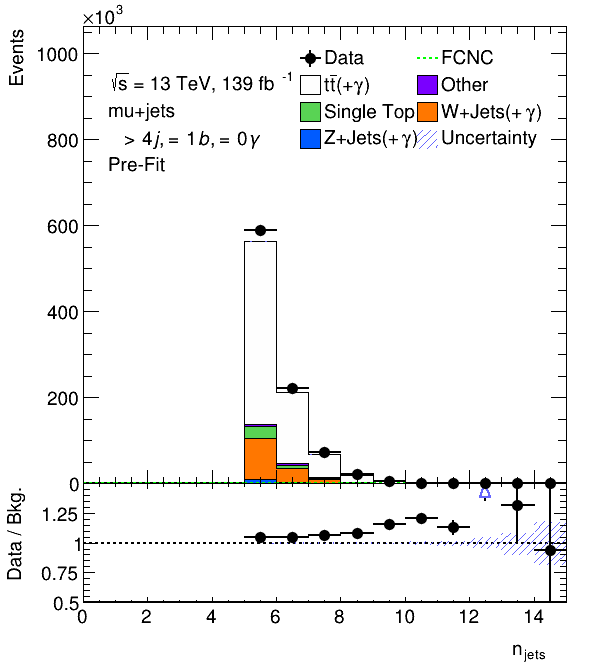 ×10³
Events
1000
800
600
400
200
0
√s = 13 TeV, 139 fb⁻¹
mu+jets
> 4j, = 1b, = 0γ
Pre-Fit
Data
FCNC
tt̄(+γ)
Other
Single Top
W+Jets(+γ)
Z+Jets(+γ)
Uncertainty
Data / Bkg.
1.25
1
0.75
0.5
0 2 4 6 8 10 12 14
n_jets